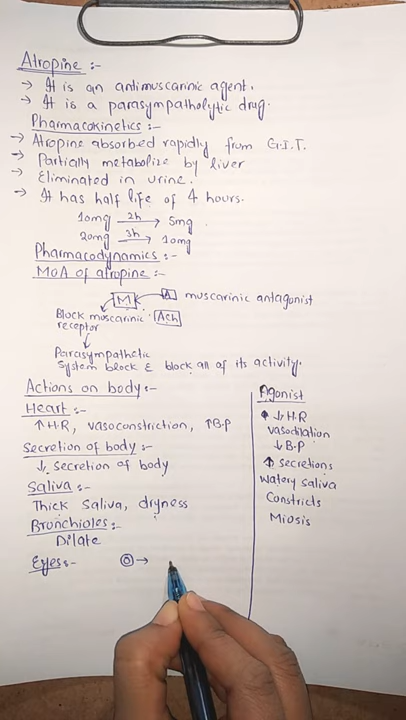 Atropine :-
→ It is an antimuscarinic agent.
→ It is a parasympatholytic drug.
Pharmacokinetics :-
→ Atropine absorbed rapidly from G.I.T.
→ Partially metabolize by liver
→ Eliminated in urine.
→ It has half life of 4 hours.
10mg 2h→ 5mg
20mg 3h→ 10mg
Pharmacodynamics :-
MOA of atropine :-
M A muscarinic antagonist
Block muscarinic Ach
receptor
Parasympathetic
System block & block all of its activity.
Actions on body :-
Heart :-
↑H.R, vasoconstriction, ↑B.P
Secretion of body :-
↓ secretion of body
Saliva :-
Thick saliva, dryness
Bronchioles :-
Dilate
Eyes :- →
Agonist
↓H.R
vasodilation
↓B.P
↑ secretions
watory saliva
Constricts
Miosis